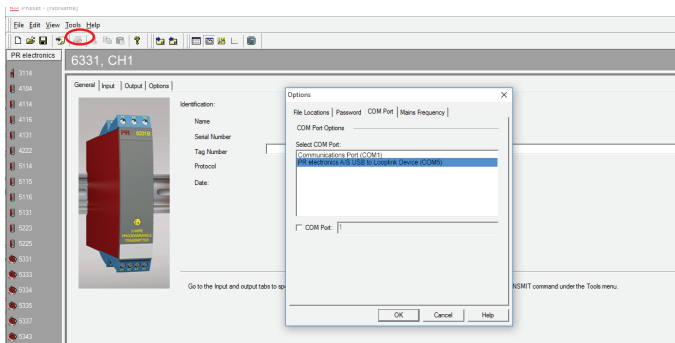 PReset - [NoName]
File Edit View Tools Help
PR electronics
6331, CH1
3114
4104
4114
4116
4131
4222
5114
5115
5116
5131
5223
5225
5331
5333
5334
5335
5337
5343
General Input Output Options
PR 6331B
2-WIRE
PROGRAMMABLE
TRANSMITTER
Identification:
Name
Serial Number
Tag Number
Protocol
Date:
Go to the Input and output tabs to sp
NSMIT command under the Tools menu.
Options
File Locations Password COM Port Mains Frequency
COM Port Options
Select COM Port:
Communications Port (COM1)
PR electronics A/S USB to Looplink Device (COM5)
COM Port: 1
OK Cancel Help